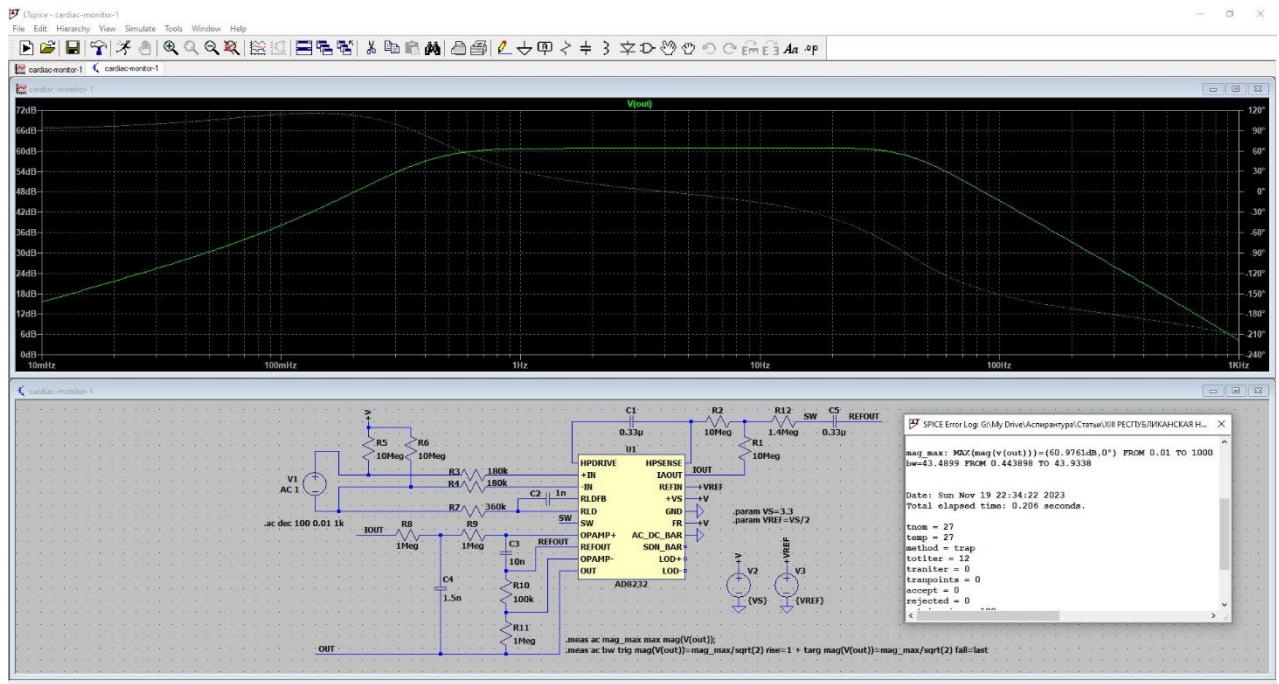 LTspice - cardiac-monitor-1
File Edit Hierarchy View Simulate Tools Window Help
cardiac-monitor-1 cardiac-monitor-1
cardiac-monitor-1
V(out)
72dB 120°
66dB 90°
60dB 60°
54dB 30°
48dB 0°
42dB -30°
36dB -60°
30dB -90°
24dB -120°
18dB -150°
12dB -180°
6dB -210°
0dB -240°
10mHz 100mHz 1Hz 10Hz 100Hz 1KHz
cardiac-monitor-1
+V
R5
10Meg
R6
10Meg
V1
AC 1
R3 180k
R4 180k
R7 360k
C2 1n
.ac dec 100 0.01 1k
IOUT
R8
1Meg
R9
1Meg
C4
1.5n
C3
10n
REFOUT
R10
100k
R11
1Meg
OUT
SW
C1
0.33µ
R2
10Meg
R12
1.4Meg
SW
C5
0.33µ
REFOUT
R1
10Meg
IOUT
U1
HPDRIVE HPSENSE
+IN IAOUT
-IN REFIN +VREF
RLDFB +VS +V
RLD GND
SW FR +V
OPAMP+ AC_DC_BAR
REFOUT SDN_BAR
OPAMP- LOD+
OUT LOD-
AD8232
.param VS=3.3
.param VREF=VS/2
+V
V2
{VS}
+VREF
V3
{VREF}
.meas ac mag_max max mag(V(out));
.meas ac bw trig mag(V(out))=mag_max/sqrt(2) rise=1 + targ mag(V(out))=mag_max/sqrt(2) fall=last
SPICE Error Log: G:\My Drive\Аспирантура\Статьи\XIII РЕСПУБЛИКАНСКАЯ Н...
mag_max: MAX(mag(v(out)))=(60.9761dB,0°) FROM 0.01 TO 1000
bw=43.4899 FROM 0.443898 TO 43.9338
Date: Sun Nov 19 22:34:22 2023
Total elapsed time: 0.206 seconds.
tnom = 27
temp = 27
method = trap
totiter = 12
traniter = 0
tranpoints = 0
accept = 0
rejected = 0